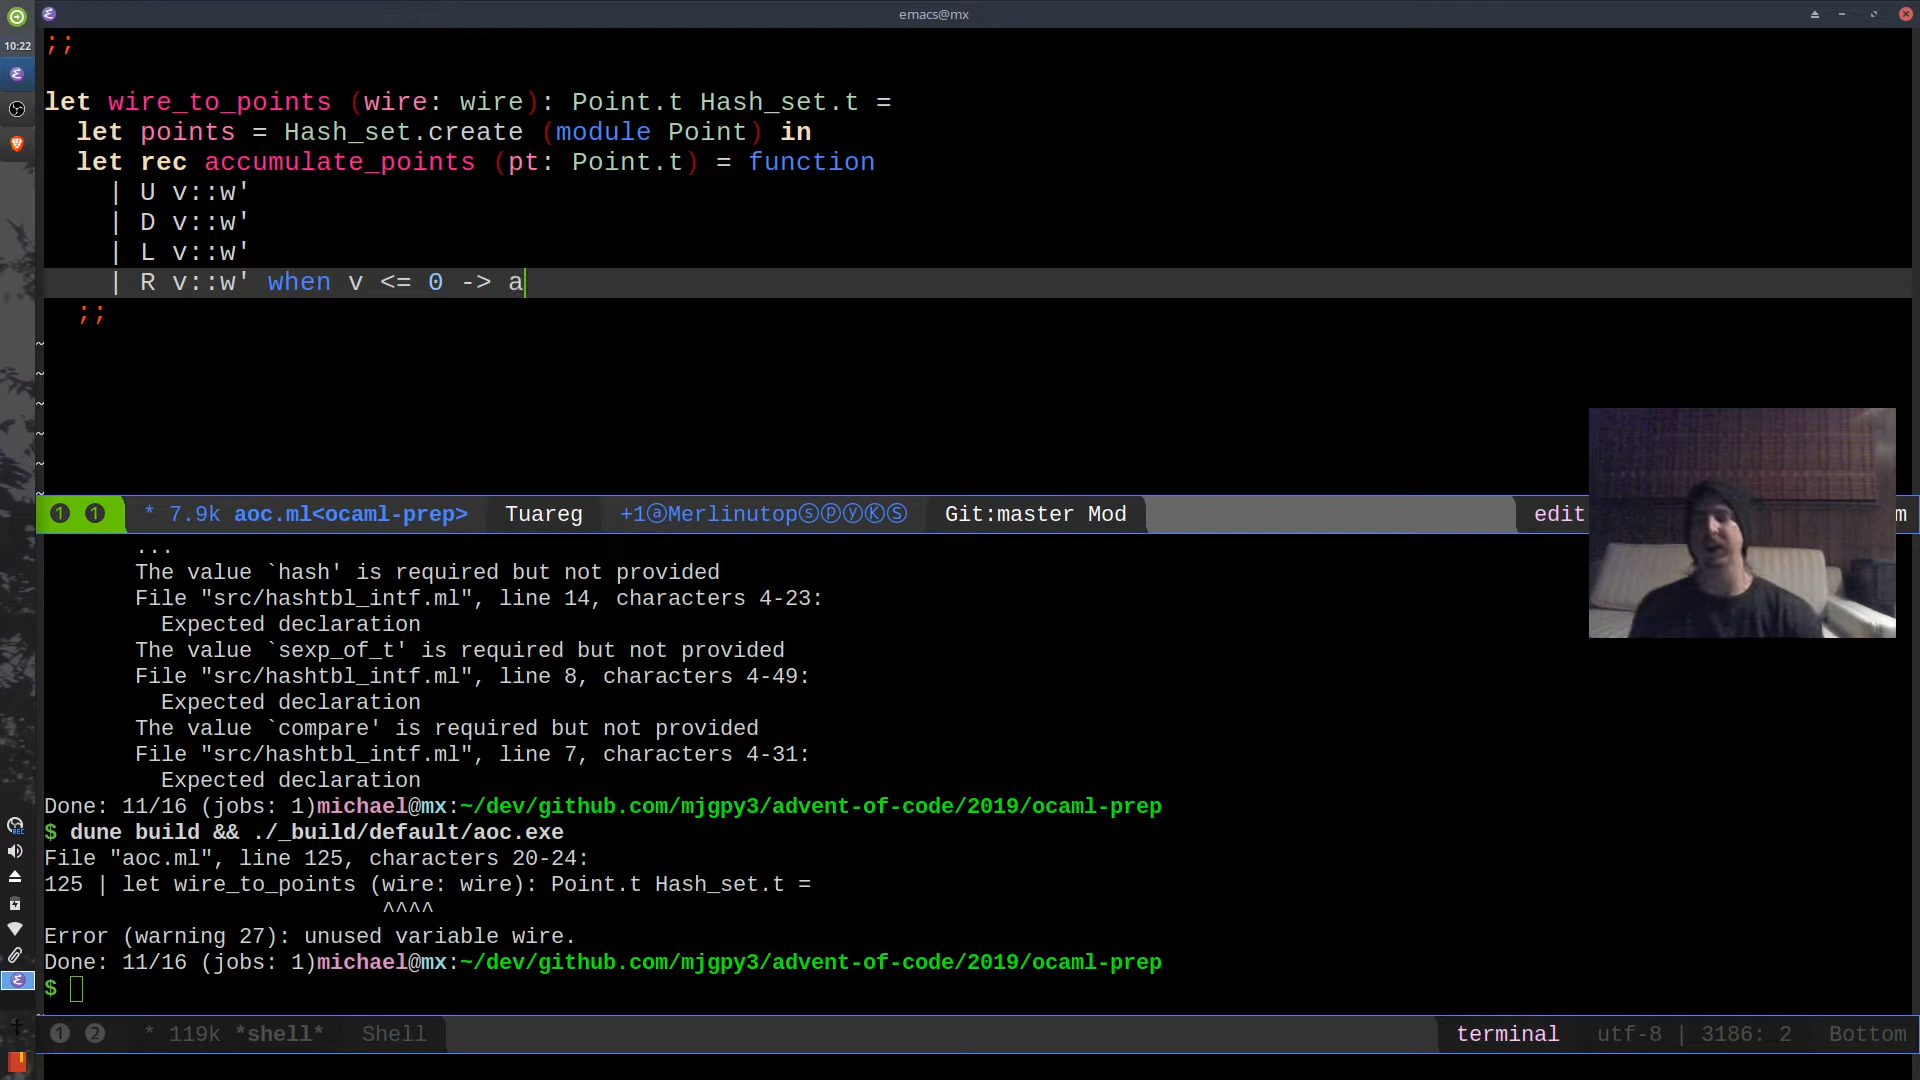 emacs@mx
10:22
;;
let wire_to_points (wire: wire): Point.t Hash_set.t =
let points = Hash_set.create (module Point) in
let rec accumulate_points (pt: Point.t) = function
| U v::w'
| D v::w'
| L v::w'
| R v::w' when v <= 0 -> a
;;
~
~
~
~
~
~
1 1 * 7.9k aoc.ml<ocaml-prep> Tuareg +1ⓐMerlinutopⓢⓟⓨⓀⓈ Git:master Mod edit m
...
The value `hash' is required but not provided
File "src/hashtbl_intf.ml", line 14, characters 4-23:
Expected declaration
The value `sexp_of_t' is required but not provided
File "src/hashtbl_intf.ml", line 8, characters 4-49:
Expected declaration
The value `compare' is required but not provided
File "src/hashtbl_intf.ml", line 7, characters 4-31:
Expected declaration
Done: 11/16 (jobs: 1)michael@mx:~/dev/github.com/mjgpy3/advent-of-code/2019/ocaml-prep
$ dune build && ./_build/default/aoc.exe
File "aoc.ml", line 125, characters 20-24:
125 | let wire_to_points (wire: wire): Point.t Hash_set.t =
^^^^
Error (warning 27): unused variable wire.
Done: 11/16 (jobs: 1)michael@mx:~/dev/github.com/mjgpy3/advent-of-code/2019/ocaml-prep
$
1 2 * 119k *shell* Shell terminal utf-8 | 3186: 2 Bottom